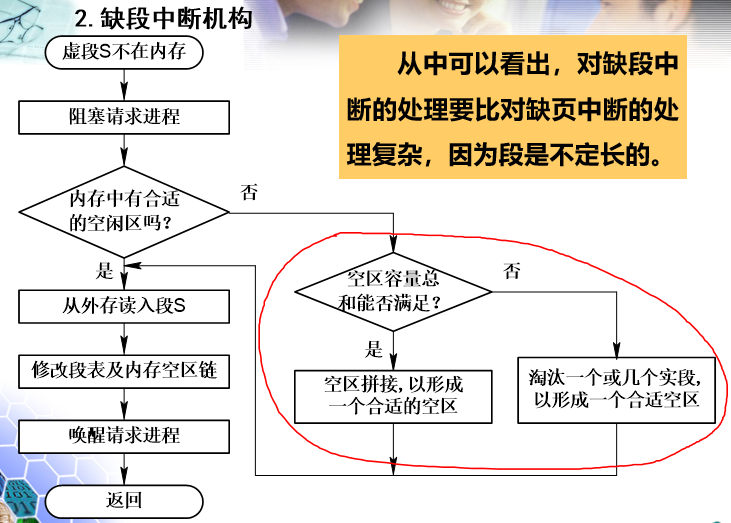 2.缺段中断机构
虚段S不在内存
从中可以看出，对缺段中
断的处理要比对缺页中断的处
理复杂，因为段是不定长的。
阻塞请求进程
内存中有合适
的空闲区吗？
否
是
空区容量总
和能否满足？
否
是
从外存读入段S
修改段表及内存空区链
空区拼接，以形成
一个合适的空区
淘汰一个或几个实段，
以形成一个合适空区
唤醒请求进程
返回